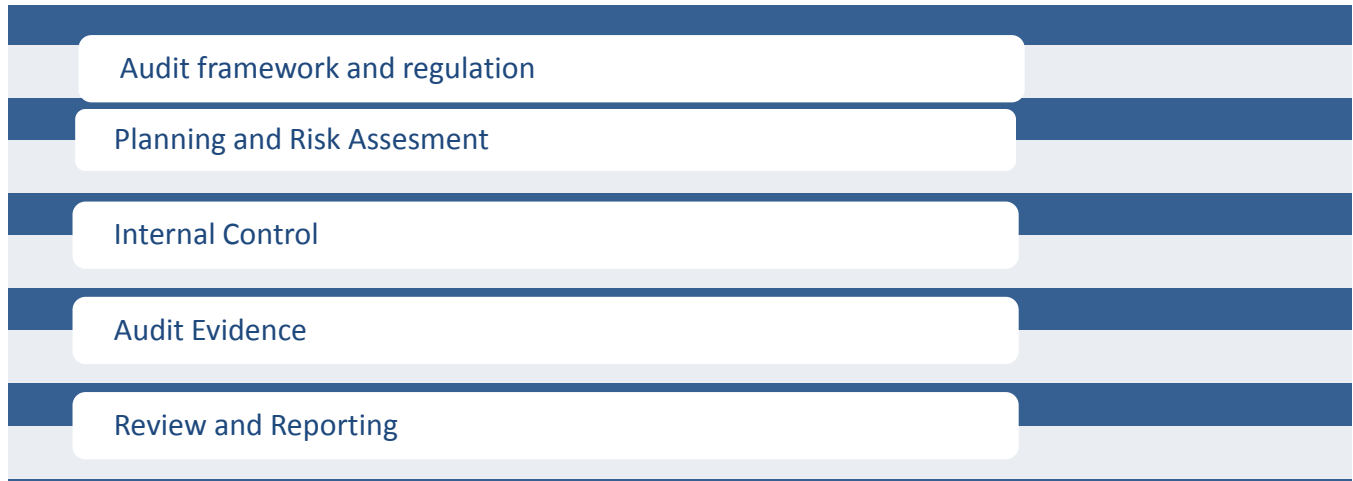 Audit framework and regulation
Planning and Risk Assesment
Internal Control
Audit Evidence
Review and Reporting